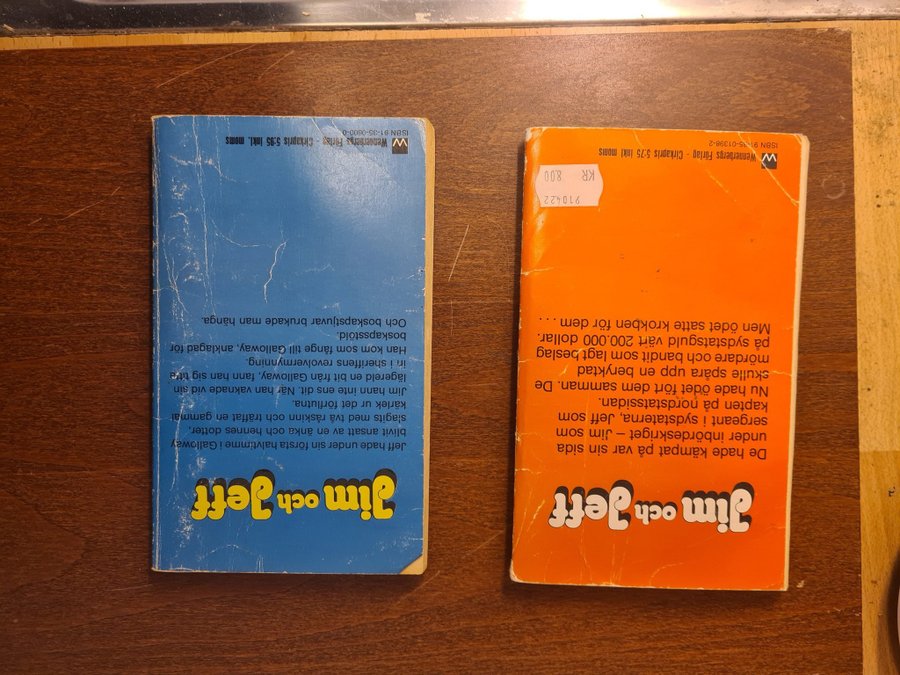 Jim och Jeff
De hade kämpat på var sin sida
under inbördeskriget – Jim som
sergeant i sydstaterna, Jeff som
kapten på nordstatssidan.
Nu hade ödet fört dem samman. De
skulle spåra upp en beryktad
mördare och bandit som lagt beslag
på sydstatsguld värt 200.000 dollar.
Men ödet satte krokben för dem ....
910422
KR 8.00
W Wennerbergs Förlag - Cirkapris 5:75 inkl moms
ISBN 91-85-01398-2
Jim och Jeff
Jeff hade under sin första halvtimme i Galloway
blivit ansatt av en änka och hennes dotter,
slagits med två råskinn och träffat en gammal
kärlek ur det förflutna.
Jim hann inte ens dit. När han vaknade vid sin
lägereld en bit från Galloway, fann han sig titta
in i sheriffens revolvermynning.
Han kom som fånge till Galloway, anklagad för
boskapsstöld.
Och boskapstjuvar brukade man hänga.
W Wennerbergs Förlag - Cirkapris 5:95 inkl. moms
ISBN